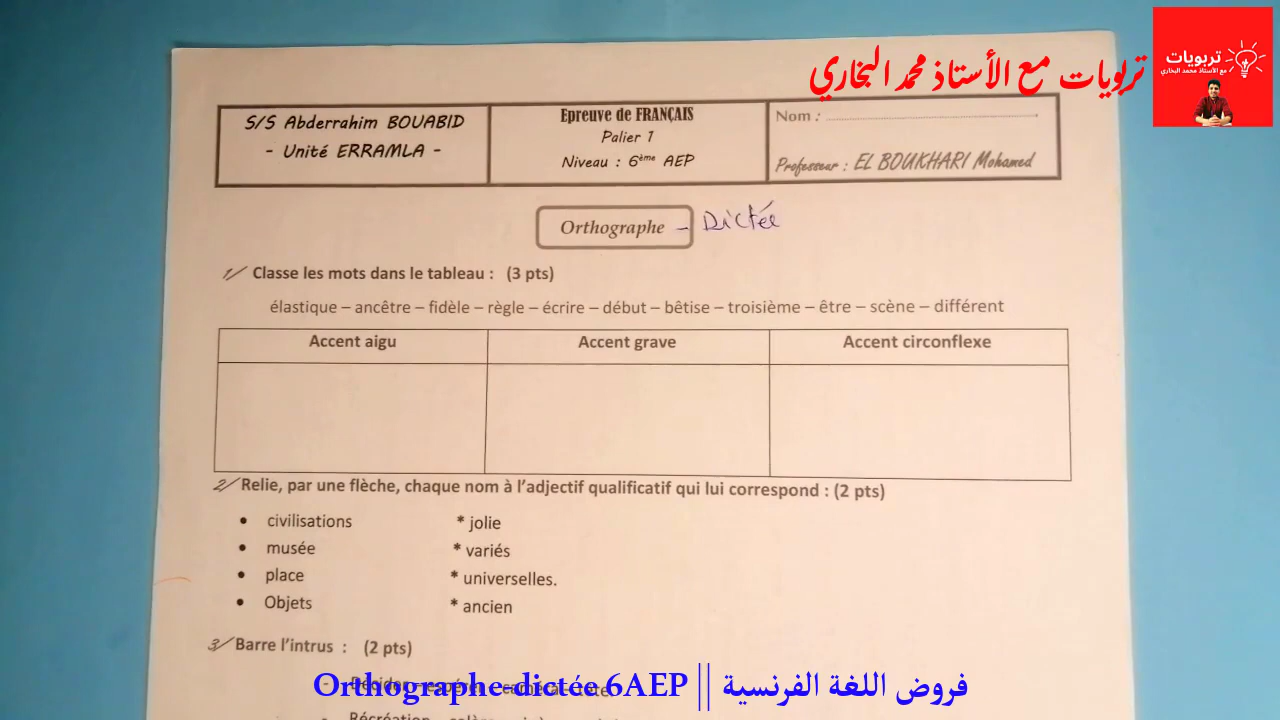 تربويات مع الأستاذ محمد البخاري
تربويات
مع الأستاذ محمد البخاري
S/S Abderrahim BOUABID
- Unité ERRAMLA -
Epreuve de FRANÇAIS
Palier 1
Niveau : 6ème AEP
Nom :
Professeur : EL BOUKHARI Mohamed
Orthographe - Dictée
1/ Classe les mots dans le tableau : (3 pts)
élastique – ancêtre – fidèle – règle – écrire – début – bêtise – troisième – être – scène – différent
Accent aigu
Accent grave
Accent circonflexe
2/ Relie, par une flèche, chaque nom à l'adjectif qualificatif qui lui correspond : (2 pts)
• civilisations * jolie
• musée * variés
• place * universelles.
• Objets * ancien
3/ Barre l'intrus : (2 pts)
Orthographe dictée 6AEP || فروض اللغة الفرنسية